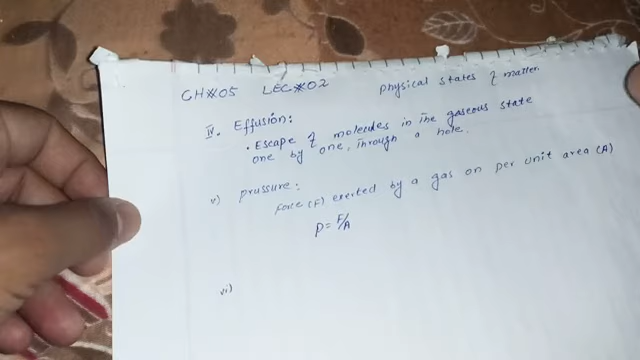 CH#05 LEC#02 physical states of matter
IV. Effusion:
• Escape of molecules in the gaseous state
one by one, through a hole.
v) pressure:
Force (F) exerted by a gas on per unit area (A)
P = F/A
vi)